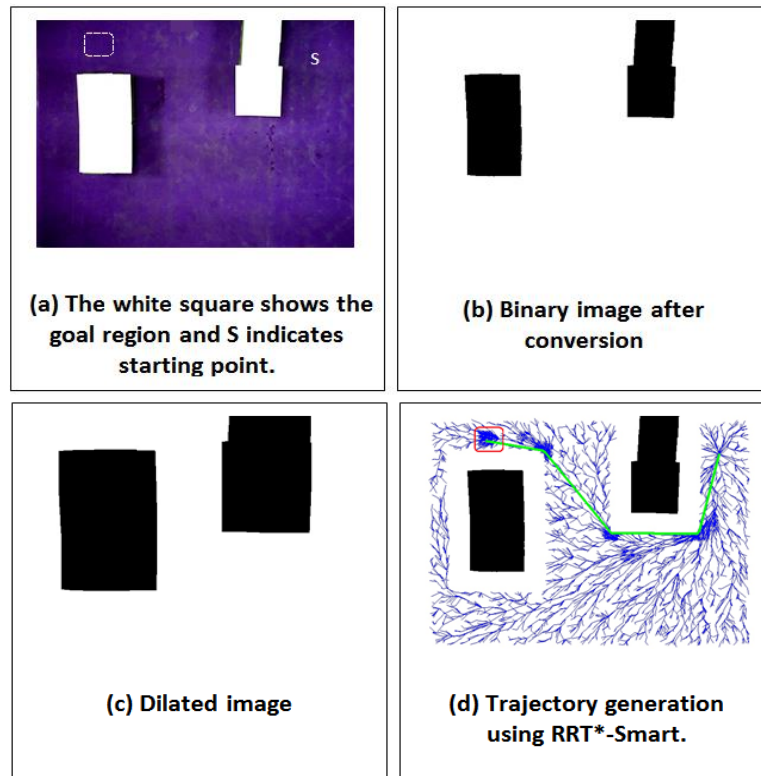 S
(a) The white square shows the
goal region and S indicates
starting point.
(b) Binary image after
conversion
(c) Dilated image
(d) Trajectory generation
using RRT*-Smart.